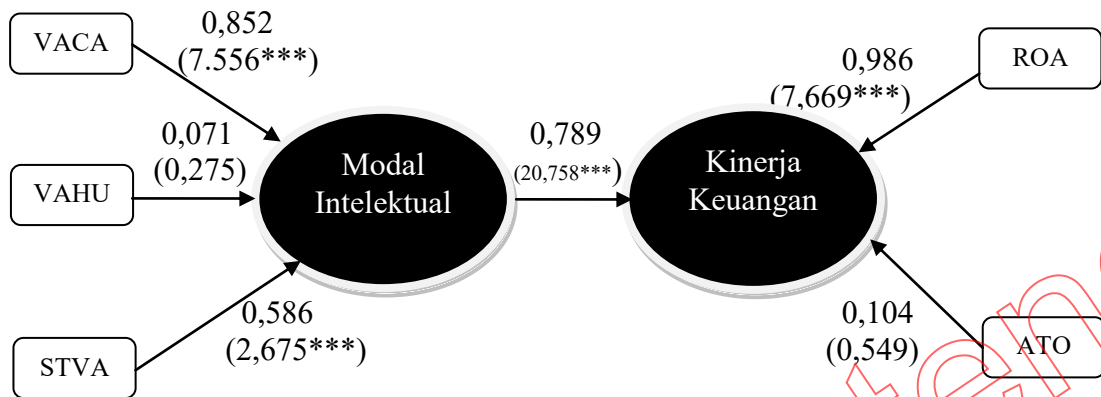 VACA
0,852
(7.556***)
0,986
(7,669***)
ROA
VAHU
0,071
(0,275)
Modal
Intelektual
0,789
(20,758***)
Kinerja
Keuangan
STVA
0,586
(2,675***)
0,104
(0,549)
ATO